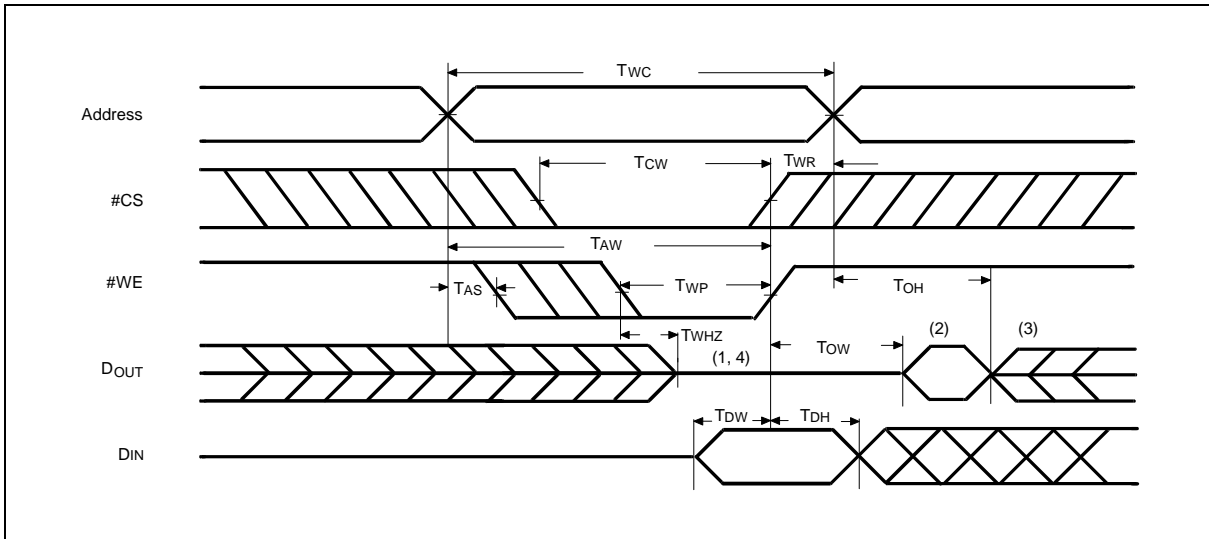 TWC
Address
TCW
TWR
#CS
TAW
#WE
TAS
TWP
TOH
TWHZ
(1, 4)
TOW
(2)
(3)
DOUT
TDW
TDH
DIN